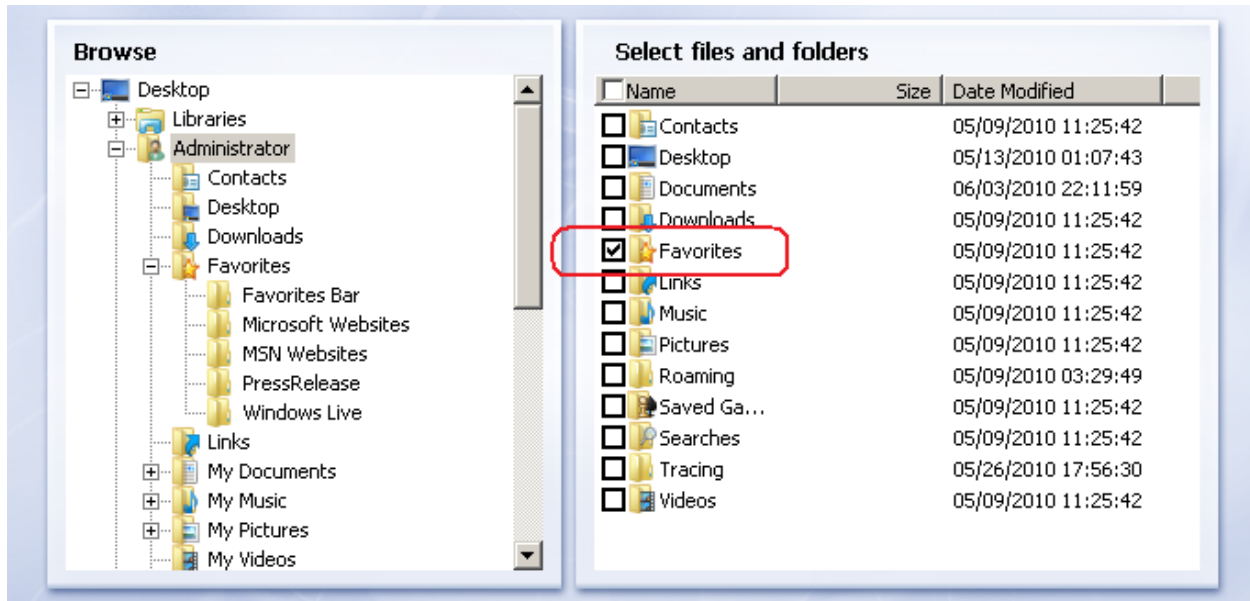 Browse
Desktop
Libraries
Administrator
Contacts
Desktop
Downloads
Favorites
Favorites Bar
Microsoft Websites
MSN Websites
PressRelease
Windows Live
Links
My Documents
My Music
My Pictures
My Videos
Select files and folders
Name Size Date Modified
Contacts 05/09/2010 11:25:42
Desktop 05/13/2010 01:07:43
Documents 06/03/2010 22:11:59
Downloads 05/09/2010 11:25:42
Favorites 05/09/2010 11:25:42
Links 05/09/2010 11:25:42
Music 05/09/2010 11:25:42
Pictures 05/09/2010 11:25:42
Roaming 05/09/2010 03:29:49
Saved Ga... 05/09/2010 11:25:42
Searches 05/09/2010 11:25:42
Tracing 05/26/2010 17:56:30
Videos 05/09/2010 11:25:42